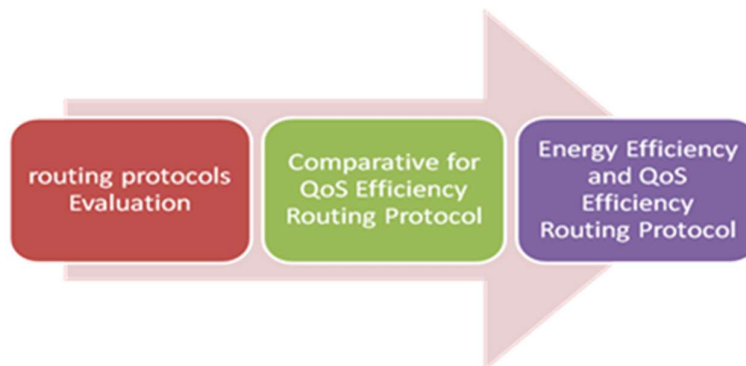 routing protocols
Evaluation
Comparative for
QoS Efficiency
Routing Protocol
Energy Efficiency
and QoS
Efficiency
Routing Protocol